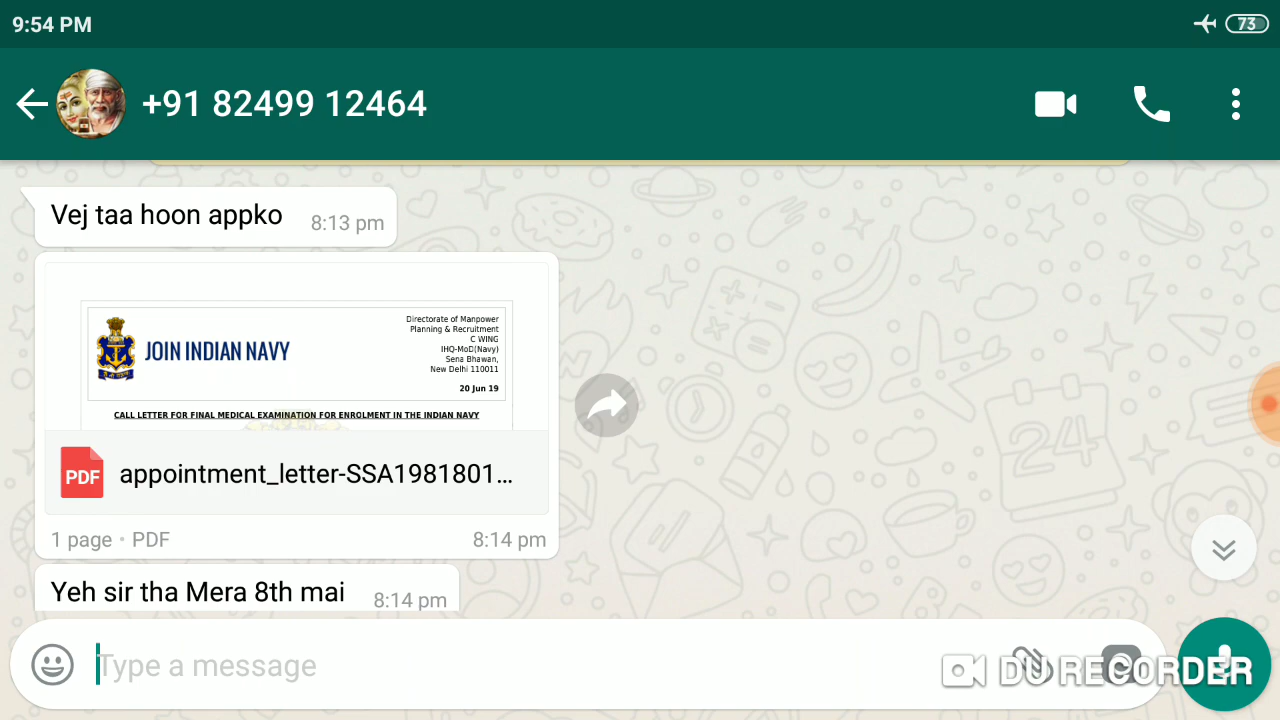 9:54 PM
73
+91 82499 12464
Vej taa hoon appko 8:13 pm
JOIN INDIAN NAVY
Directorate of Manpower
Planning & Recruitment
C WING
IHQ-MoD(Navy)
Sena Bhawan,
New Delhi 110011
20 Jun 19
CALL LETTER FOR FINAL MEDICAL EXAMINATION FOR ENROLMENT IN THE INDIAN NAVY
PDF appointment_letter-SSA1981801...
1 page • PDF 8:14 pm
Yeh sir tha Mera 8th mai 8:14 pm
Type a message
DU RECORDER